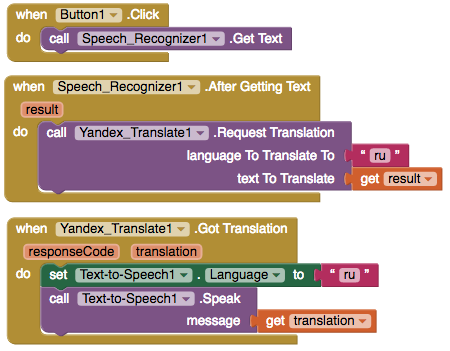 when Button1 .Click
do call Speech_Recognizer1 .Get Text
when Speech_Recognizer1 .After Getting Text
result
do call Yandex_Translate1 .Request Translation
language To Translate To “ ru ”
text To Translate get result
when Yandex_Translate1 .Got Translation
responseCode translation
do set Text-to-Speech1 . Language to “ ru ”
call Text-to-Speech1 .Speak
message get translation